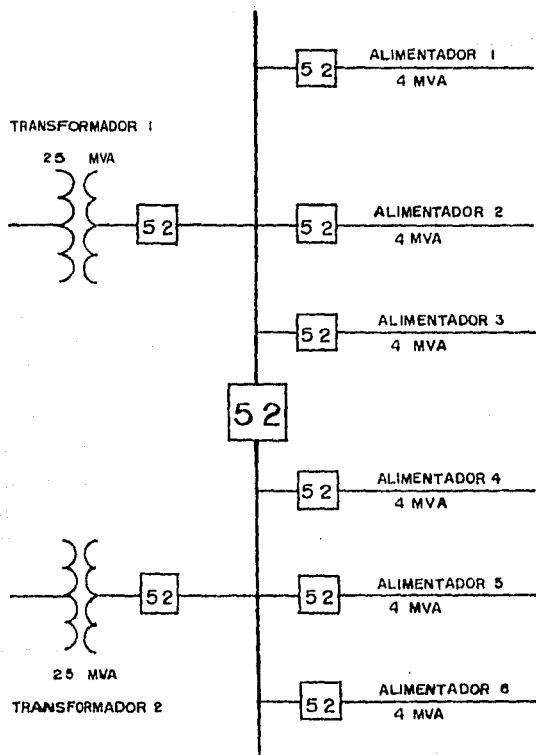 52
ALIMENTADOR 1
4 MVA
TRANSFORMADOR 1
25 MVA
52
52
ALIMENTADOR 2
4 MVA
52
ALIMENTADOR 3
4 MVA
52
52
ALIMENTADOR 4
4 MVA
52
52
ALIMENTADOR 5
4 MVA
25 MVA
TRANSFORMADOR 2
52
ALIMENTADOR 6
4 MVA